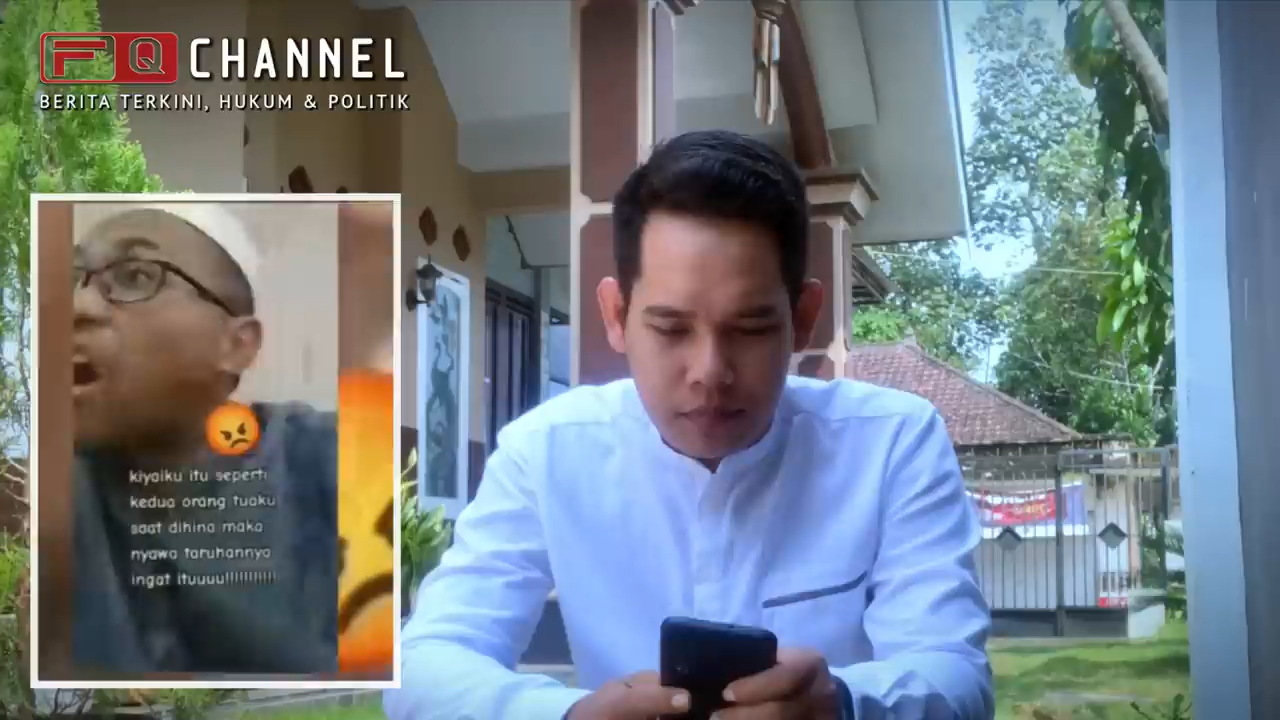 FQ CHANNEL
BERITA TERKINI, HUKUM & POLITIK
kiyaiku itu seperti
kedua orang tuaku
saat dihina maka
nyawa taruhannya
ingat ituuuu!!!!!!!!!!!